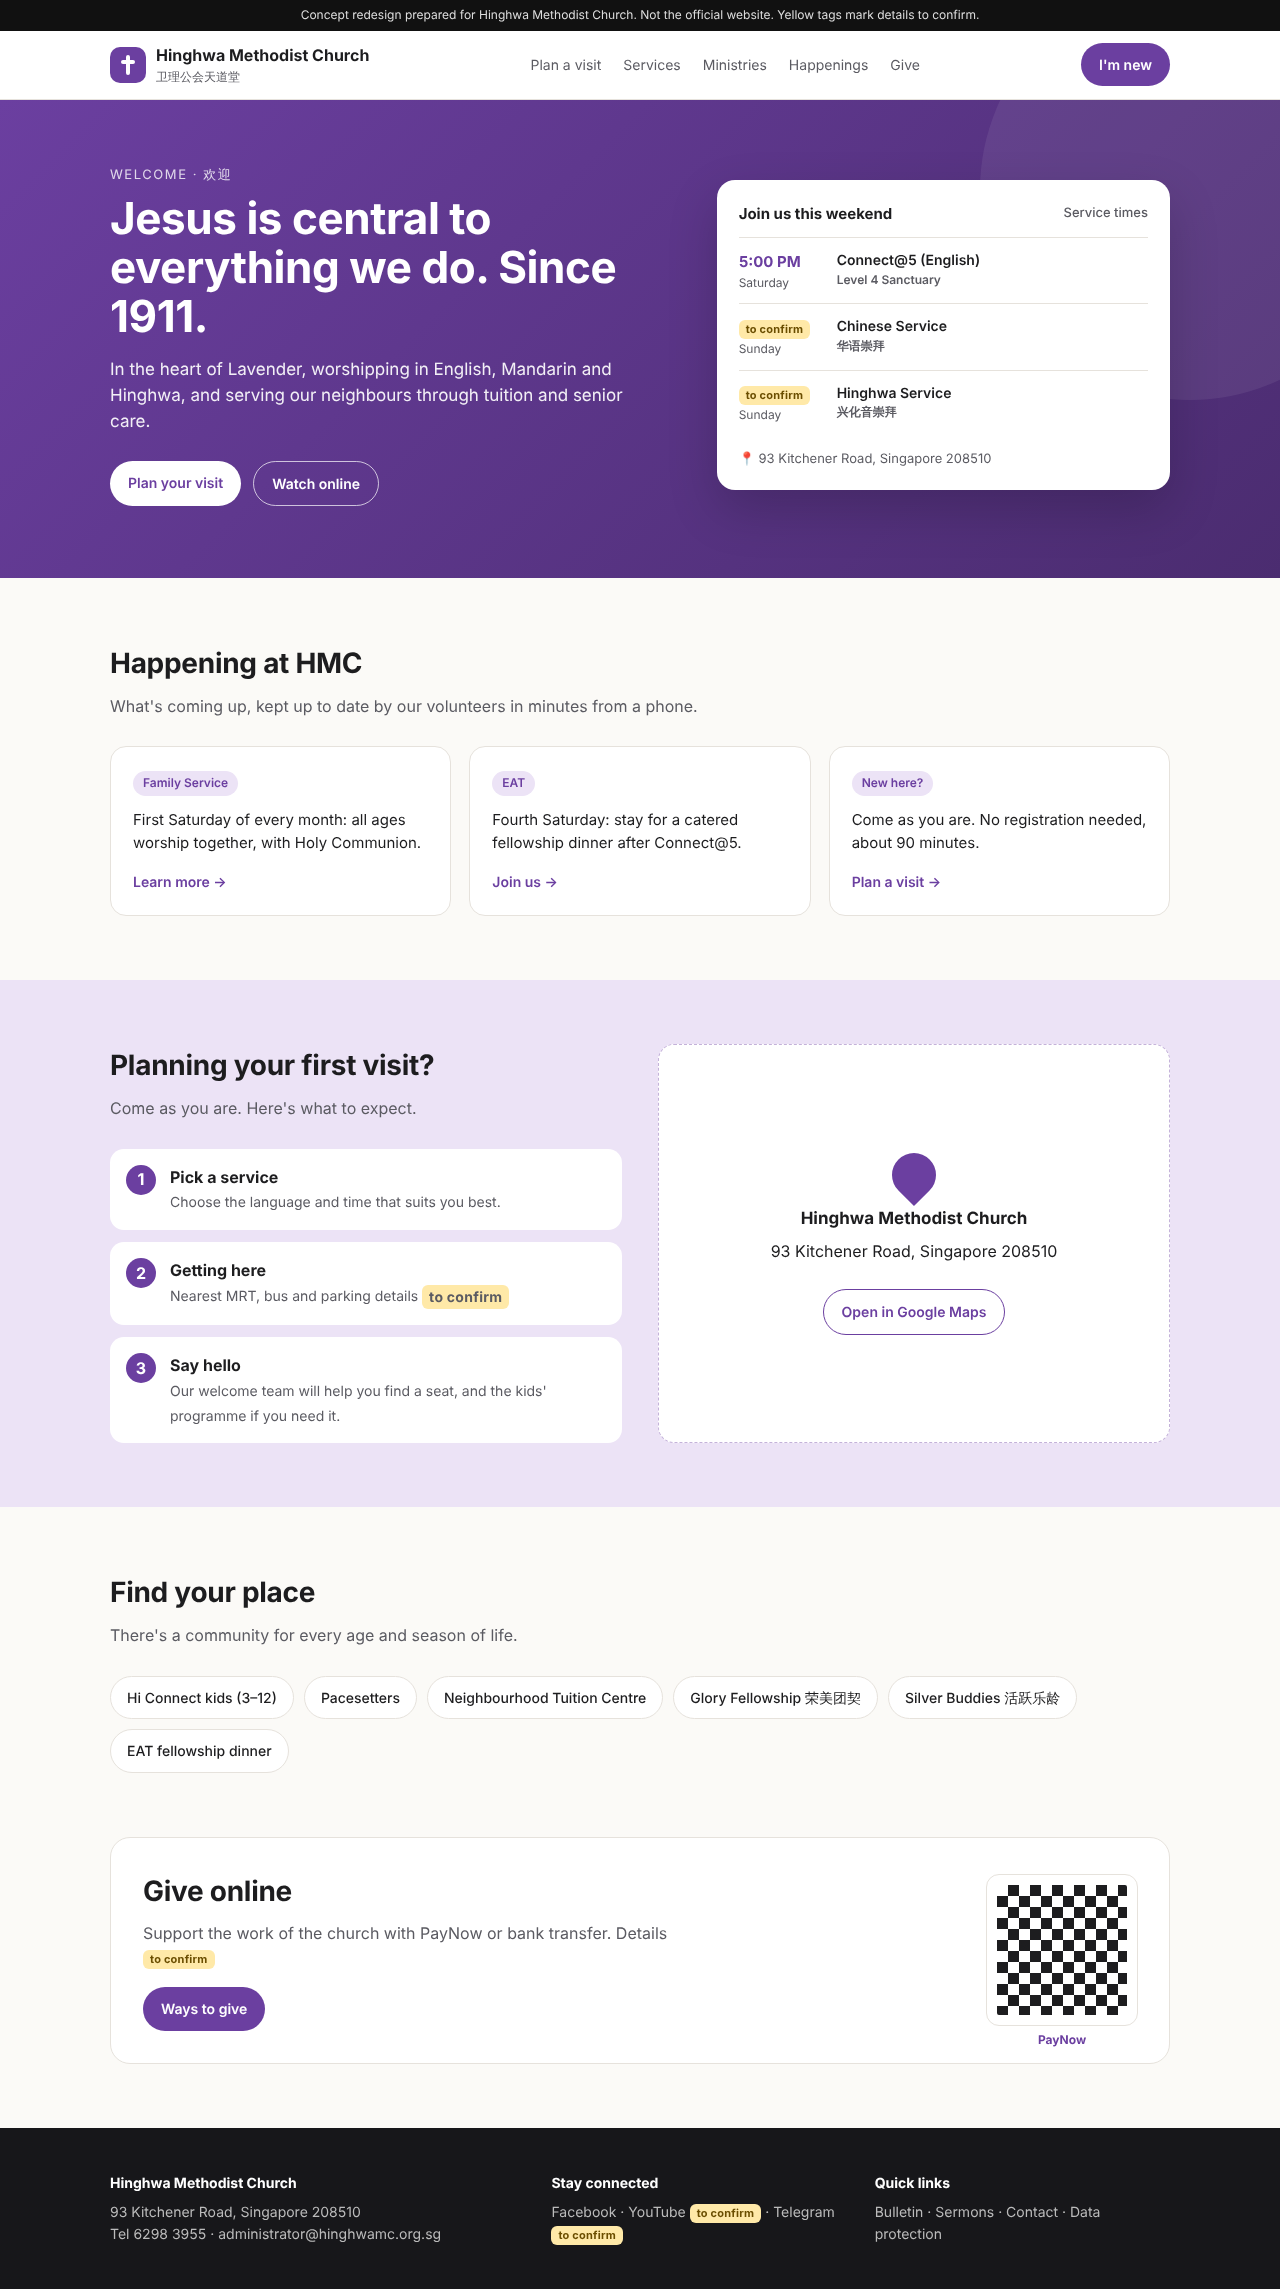 Concept redesign prepared for Hinghwa Methodist Church. Not the official website. Yellow tags mark details to confirm.
Hinghwa Methodist Church
卫理公会天道堂
Plan a visit
Services
Ministries
Happenings
Give
I'm new
WELCOME · 欢迎
Jesus is central to
everything we do. Since
1911.
In the heart of Lavender, worshipping in English, Mandarin and
Hinghwa, and serving our neighbours through tuition and senior
care.
Plan your visit
Watch online
Join us this weekend
Service times
5:00 PM
Saturday
Connect@5 (English)
Level 4 Sanctuary
to confirm
Sunday
Chinese Service
华语崇拜
to confirm
Sunday
Hinghwa Service
兴化音崇拜
📍 93 Kitchener Road, Singapore 208510
Happening at HMC
What's coming up, kept up to date by our volunteers in minutes from a phone.
Family Service
First Saturday of every month: all ages
worship together, with Holy Communion.
Learn more →
EAT
Fourth Saturday: stay for a catered
fellowship dinner after Connect@5.
Join us →
New here?
Come as you are. No registration needed,
about 90 minutes.
Plan a visit →
Planning your first visit?
Come as you are. Here's what to expect.
1
Pick a service
Choose the language and time that suits you best.
2
Getting here
Nearest MRT, bus and parking details to confirm
3
Say hello
Our welcome team will help you find a seat, and the kids'
programme if you need it.
Hinghwa Methodist Church
93 Kitchener Road, Singapore 208510
Open in Google Maps
Find your place
There's a community for every age and season of life.
Hi Connect kids (3–12)
Pacesetters
Neighbourhood Tuition Centre
Glory Fellowship 荣美团契
Silver Buddies 活跃乐龄
EAT fellowship dinner
Give online
Support the work of the church with PayNow or bank transfer. Details
to confirm
Ways to give
PayNow
Hinghwa Methodist Church
93 Kitchener Road, Singapore 208510
Tel 6298 3955 · administrator@hinghwamc.org.sg
Stay connected
Facebook · YouTube to confirm · Telegram
to confirm
Quick links
Bulletin · Sermons · Contact · Data
protection